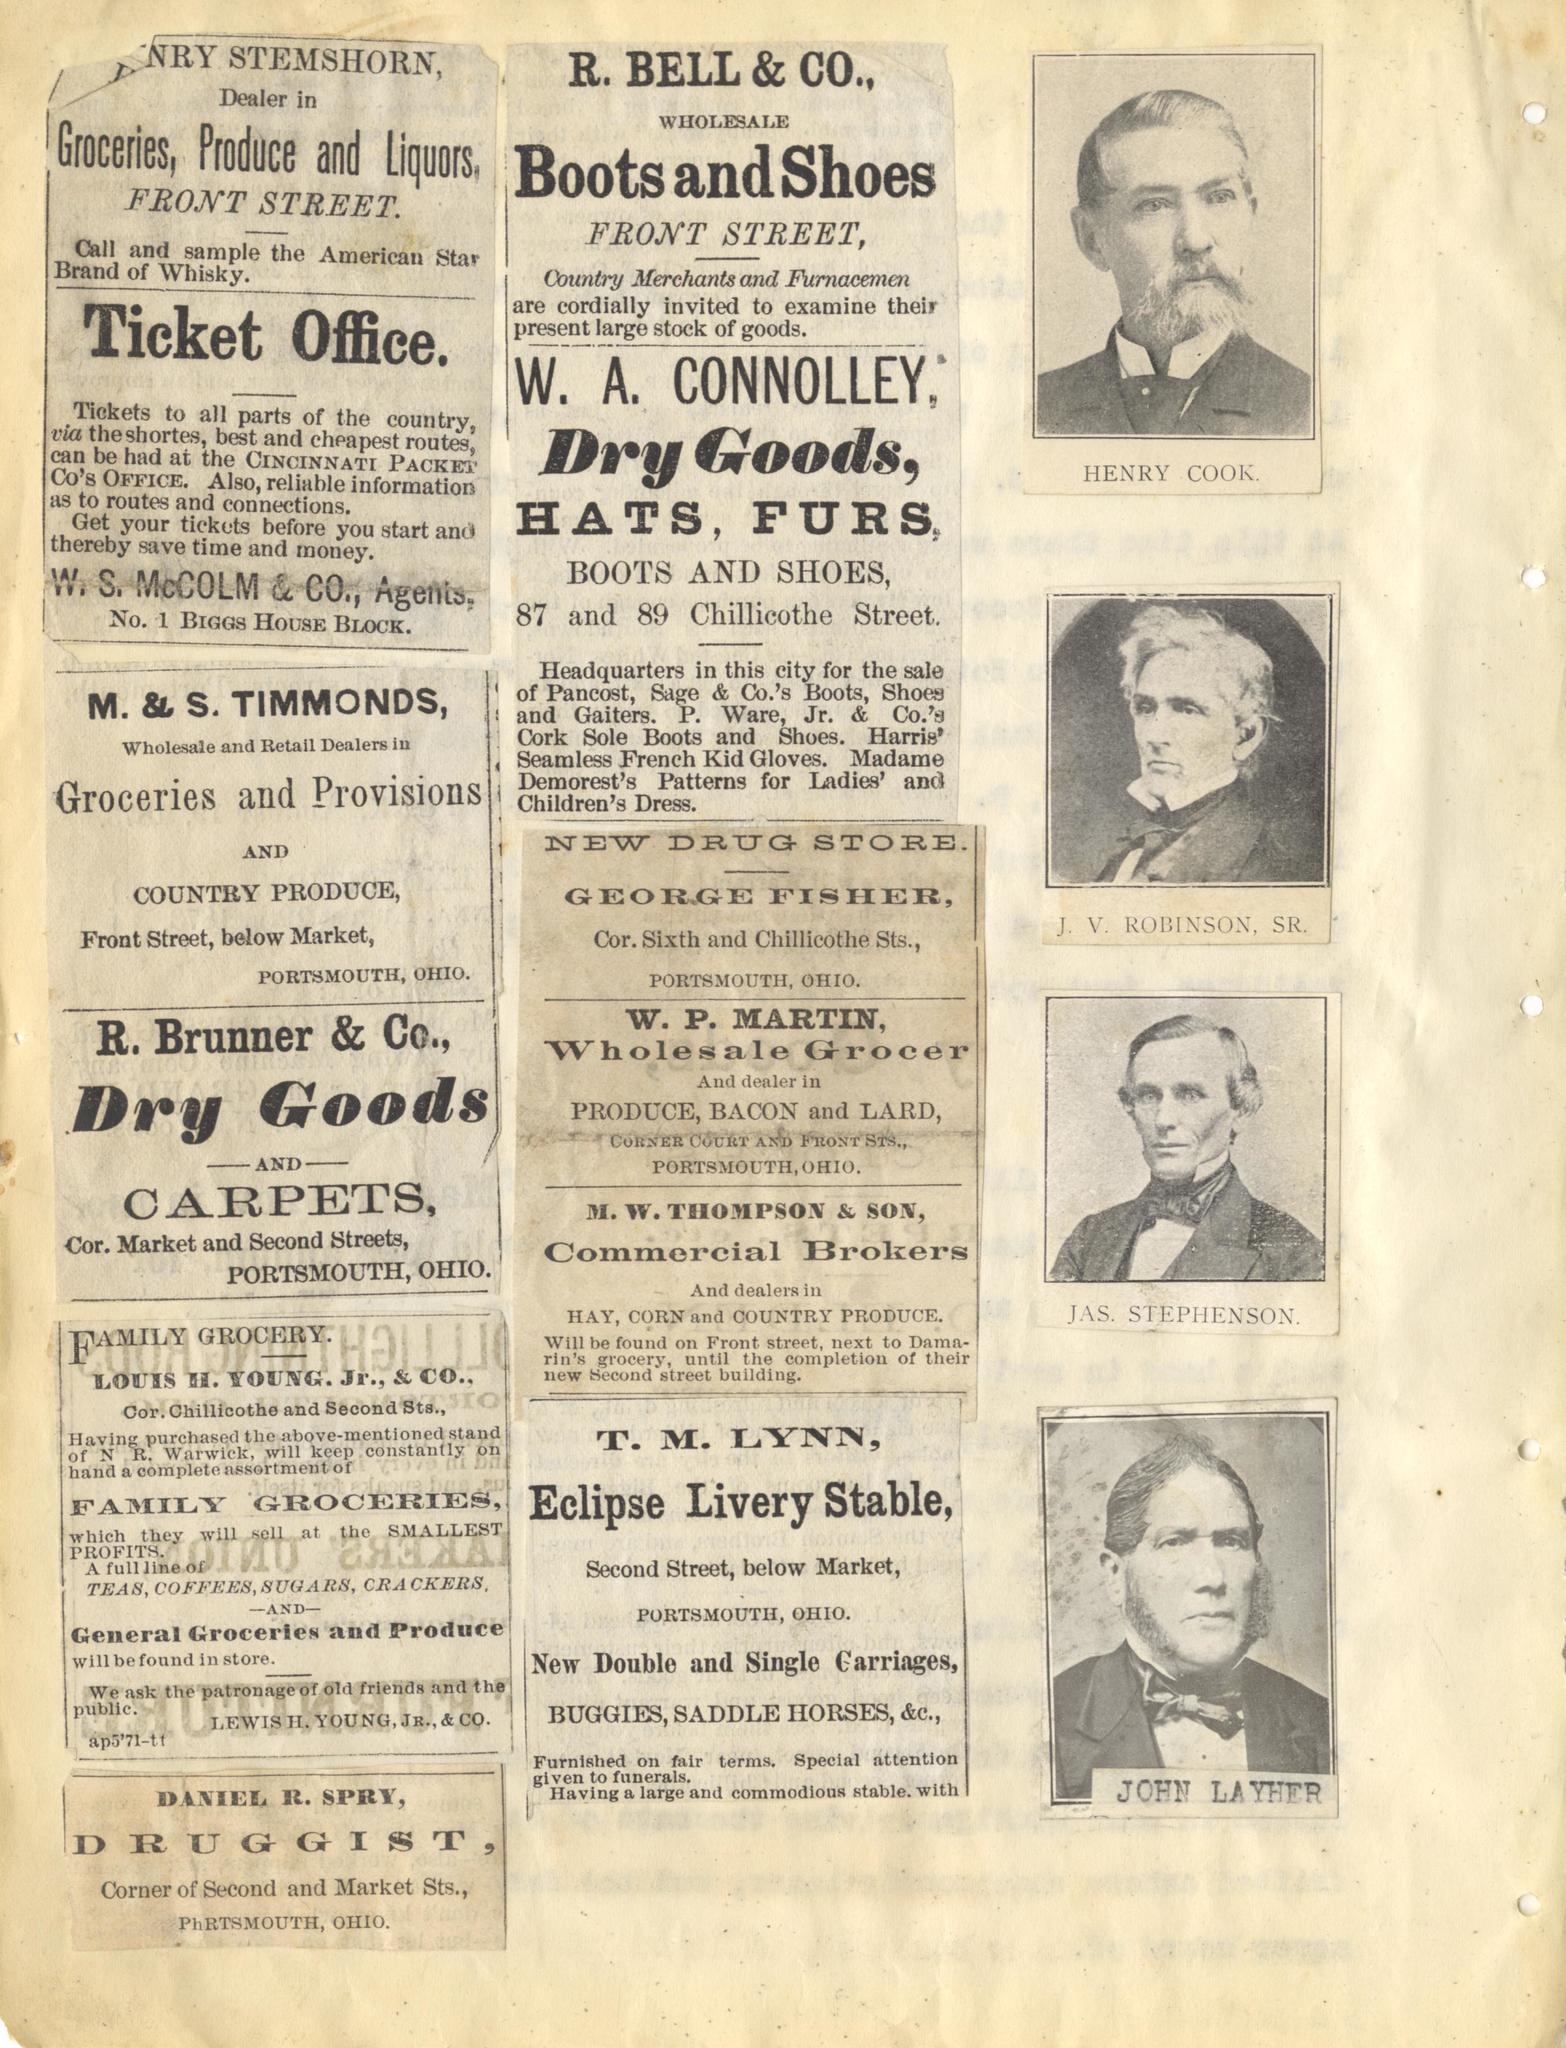 NRY STEMSHORN,
Dealer in
Groceries, Produce and Liquors,
FRONT STREET.
Call and sample the American Star
Brand of Whisky.
Ticket Office.
Tickets to all parts of the country,
via the shortes, best and cheapest routes,
can be had at the CINCINNATI PACKET
CO'S OFFICE. Also, reliable information
as to routes and connections.
Get your tickets before you start and
thereby save time and money.
W. S. McCOLM & CO., Agents,
No. 1 BIGGS HOUSE BLOCK.
M. & S. TIMMONDS,
Wholesale and Retail Dealers in
Groceries and Provisions
AND
COUNTRY PRODUCE,
Front Street, below Market,
PORTSMOUTH, OHIO.
R. Brunner & Co.,
Dry Goods
—AND—
CARPETS,
Cor. Market and Second Streets,
PORTSMOUTH, OHIO.
FAMILY GROCERY.
LOUIS H. YOUNG. Jr., & CO.,
Cor. Chillicothe and Second Sts.,
Having purchased the above-mentioned stand
of N R. Warwick, will keep constantly on
hand a complete assortment of
FAMILY GROCERIES,
which they will sell at the SMALLEST
PROFITS.
A full line of
TEAS, COFFEES, SUGARS, CRACKERS,
—AND—
General Groceries and Produce
will be found in store.
We ask the patronage of old friends and the
public.
LEWIS H. YOUNG, JR., & CO.
ap5'71-tf
DANIEL R. SPRY,
DRUGGIST,
Corner of Second and Market Sts.,
PhRTSMOUTH, OHIO.
R. BELL & CO.,
WHOLESALE
Boots and Shoes
FRONT STREET,
Country Merchants and Furnacemen
are cordially invited to examine their
present large stock of goods.
W. A. CONNOLLEY,
Dry Goods,
HATS, FURS,
BOOTS AND SHOES,
87 and 89 Chillicothe Street.
Headquarters in this city for the sale
of Pancost, Sage & Co.'s Boots, Shoes
and Gaiters. P. Ware, Jr. & Co.'s
Cork Sole Boots and Shoes. Harris'
Seamless French Kid Gloves. Madame
Demorest's Patterns for Ladies' and
Children's Dress.
NEW DRUG STORE.
GEORGE FISHER,
Cor. Sixth and Chillicothe Sts.,
PORTSMOUTH, OHIO.
W. P. MARTIN,
Wholesale Grocer
And dealer in
PRODUCE, BACON and LARD,
CORNER COURT AND FRONT STS.,
PORTSMOUTH, OHIO.
M. W. THOMPSON & SON,
Commercial Brokers
And dealers in
HAY, CORN and COUNTRY PRODUCE.
Will be found on Front street, next to Dama-
rin's grocery, until the completion of their
new Second street building.
T. M. LYNN,
Eclipse Livery Stable,
Second Street, below Market,
PORTSMOUTH, OHIO.
New Double and Single Carriages,
BUGGIES, SADDLE HORSES, &c.,
Furnished on fair terms. Special attention
given to funerals.
Having a large and commodious stable, with
HENRY COOK.
J. V. ROBINSON, SR.
JAS. STEPHENSON.
JOHN LAYHER